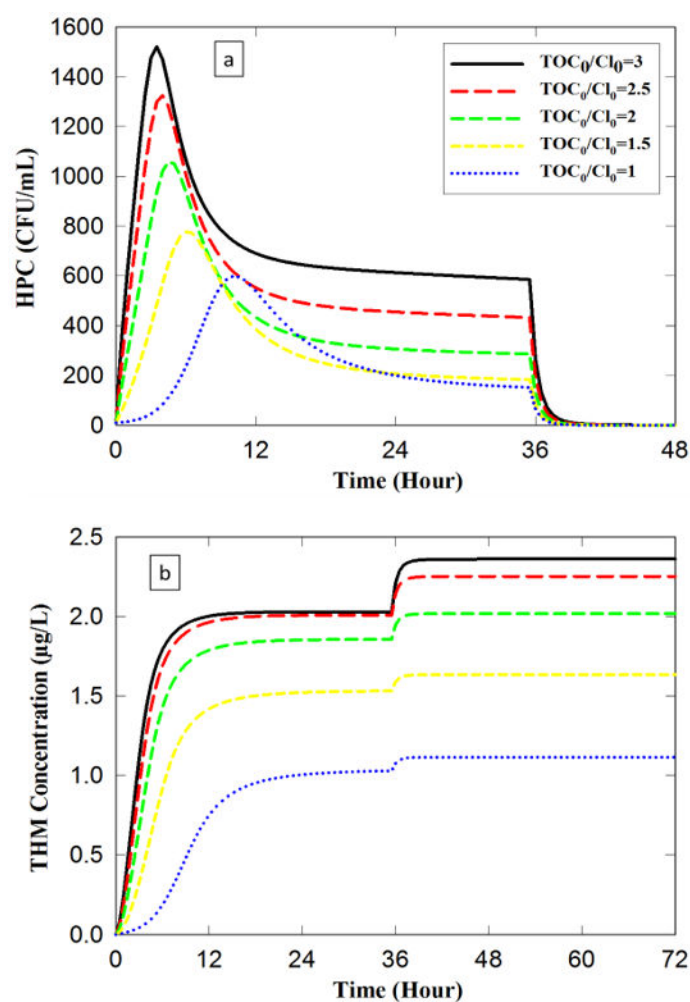 1600
1400
1200
1000
800
600
400
200
0
HPC (CFU/mL)
a
TOC0/Cl0=3
TOC0/Cl0=2.5
TOC0/Cl0=2
TOC0/Cl0=1.5
TOC0/Cl0=1
0 12 24 36 48
Time (Hour)
2.5
2.0
1.5
1.0
0.5
0.0
THM Concentration (µg/L)
b
0 12 24 36 48 60 72
Time (Hour)